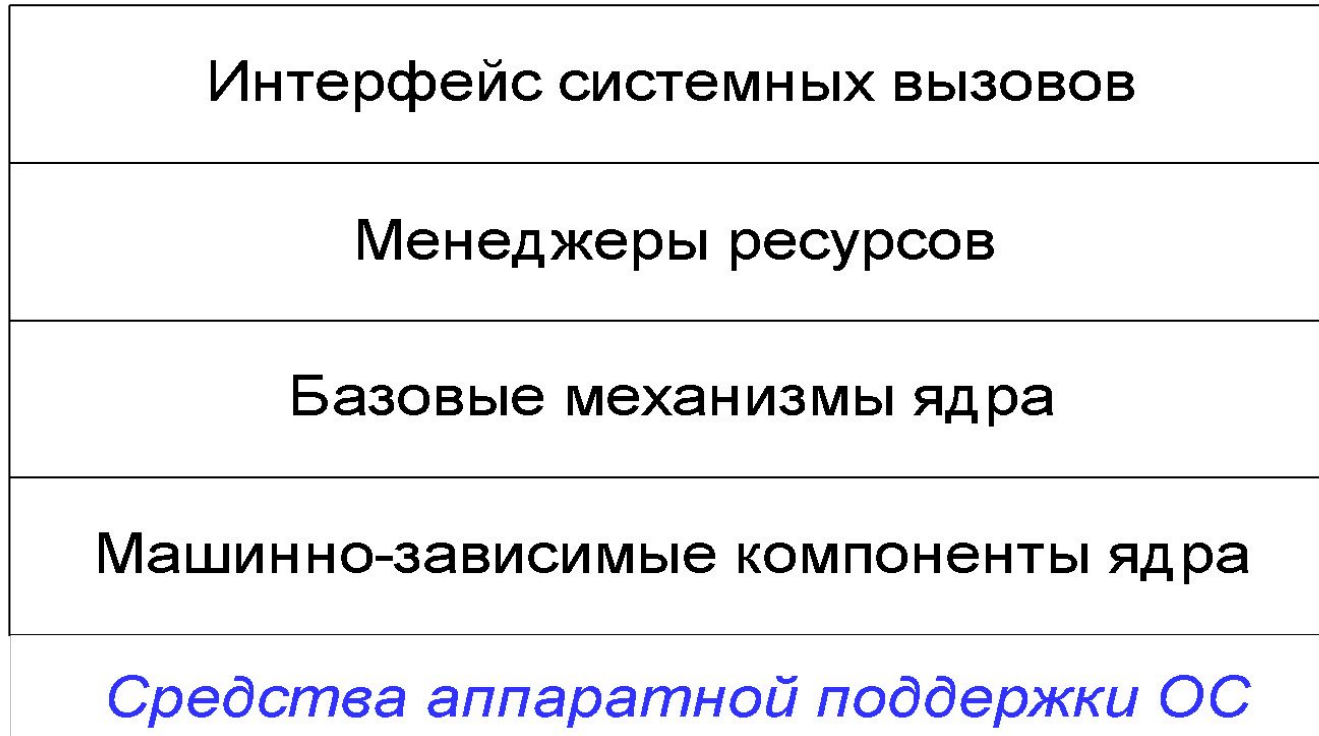 Интерфейс системных вызовов
Менеджеры ресурсов
Базовые механизмы ядра
Машинно-зависимые компоненты ядра
Средства аппаратной поддержки ОС